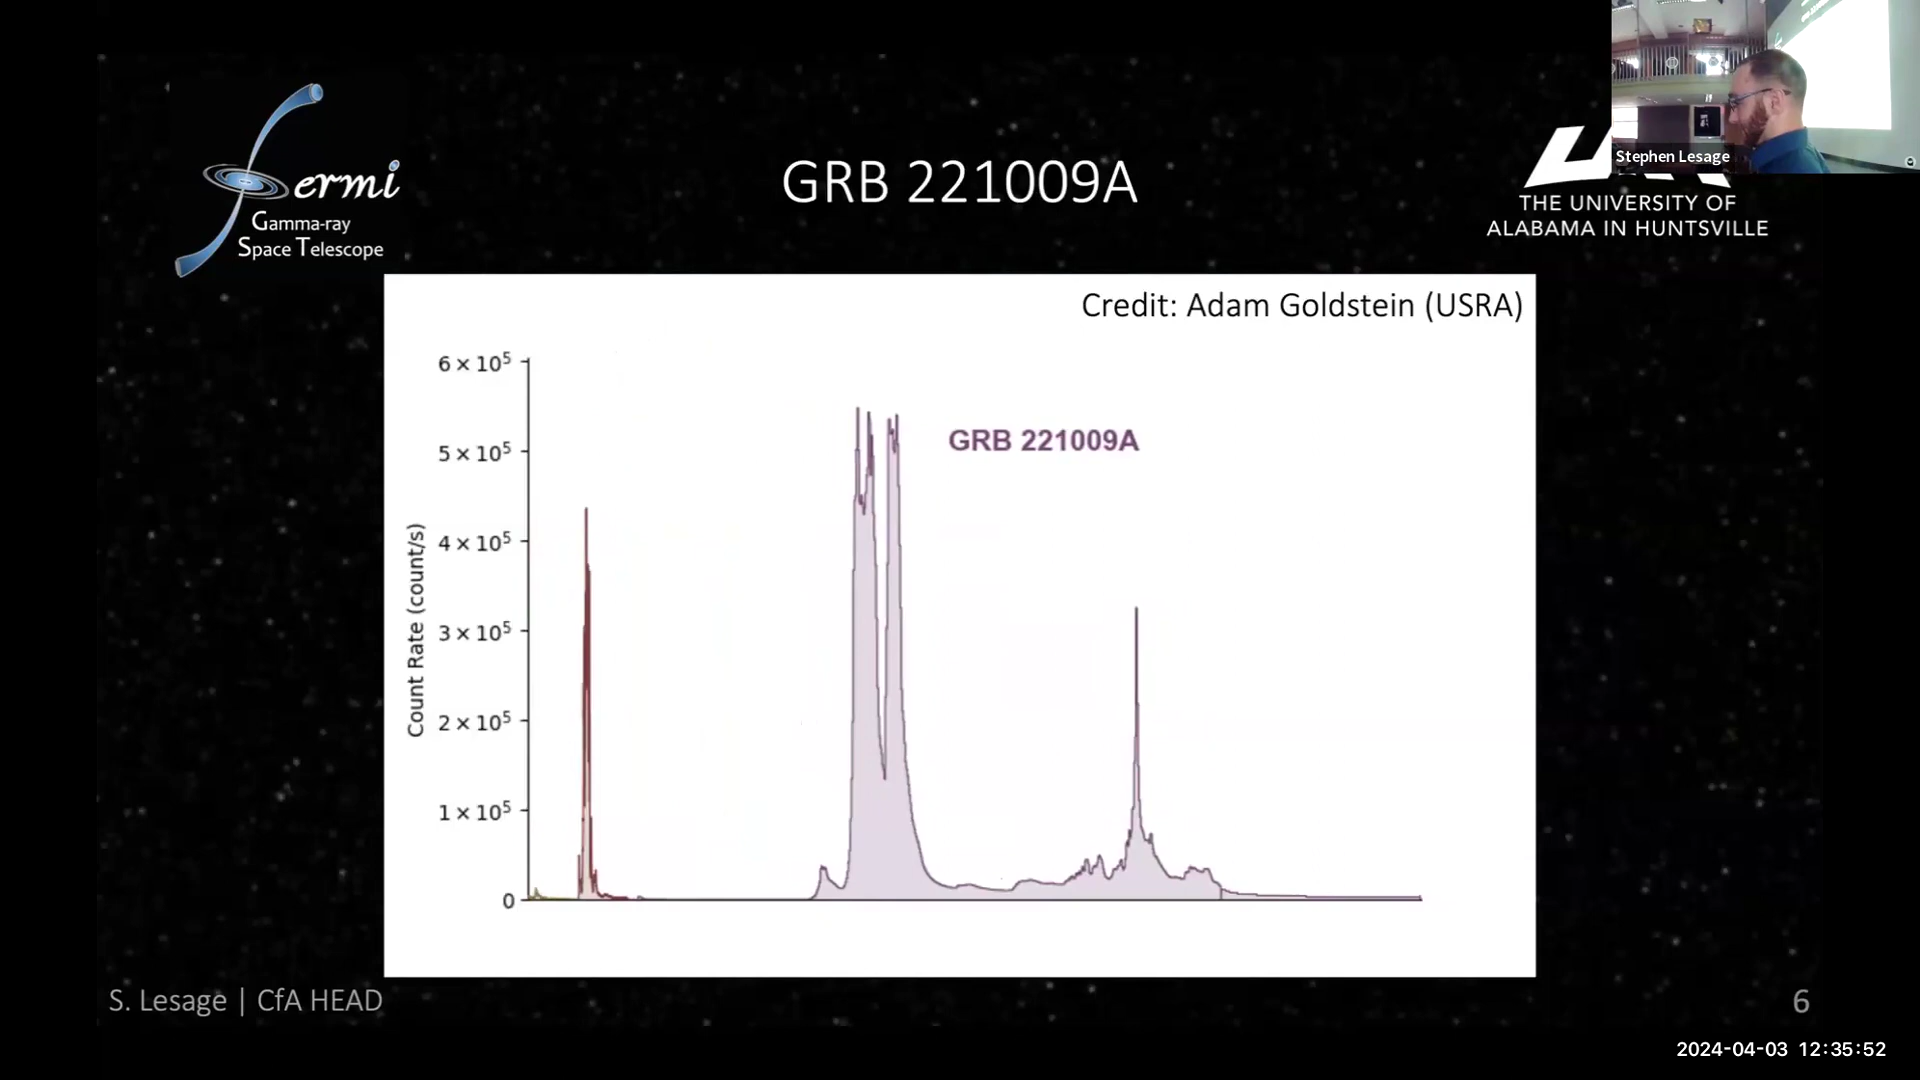 Stephen Lesage
Fermi
Gamma-ray
Space Telescope
GRB 221009A
THE UNIVERSITY OF
ALABAMA IN HUNTSVILLE
Credit: Adam Goldstein (USRA)
6 × 10⁵
5 × 10⁵
4 × 10⁵
3 × 10⁵
2 × 10⁵
1 × 10⁵
0
Count Rate (count/s)
GRB 221009A
S. Lesage | CfA HEAD
6
2024-04-03 12:35:52